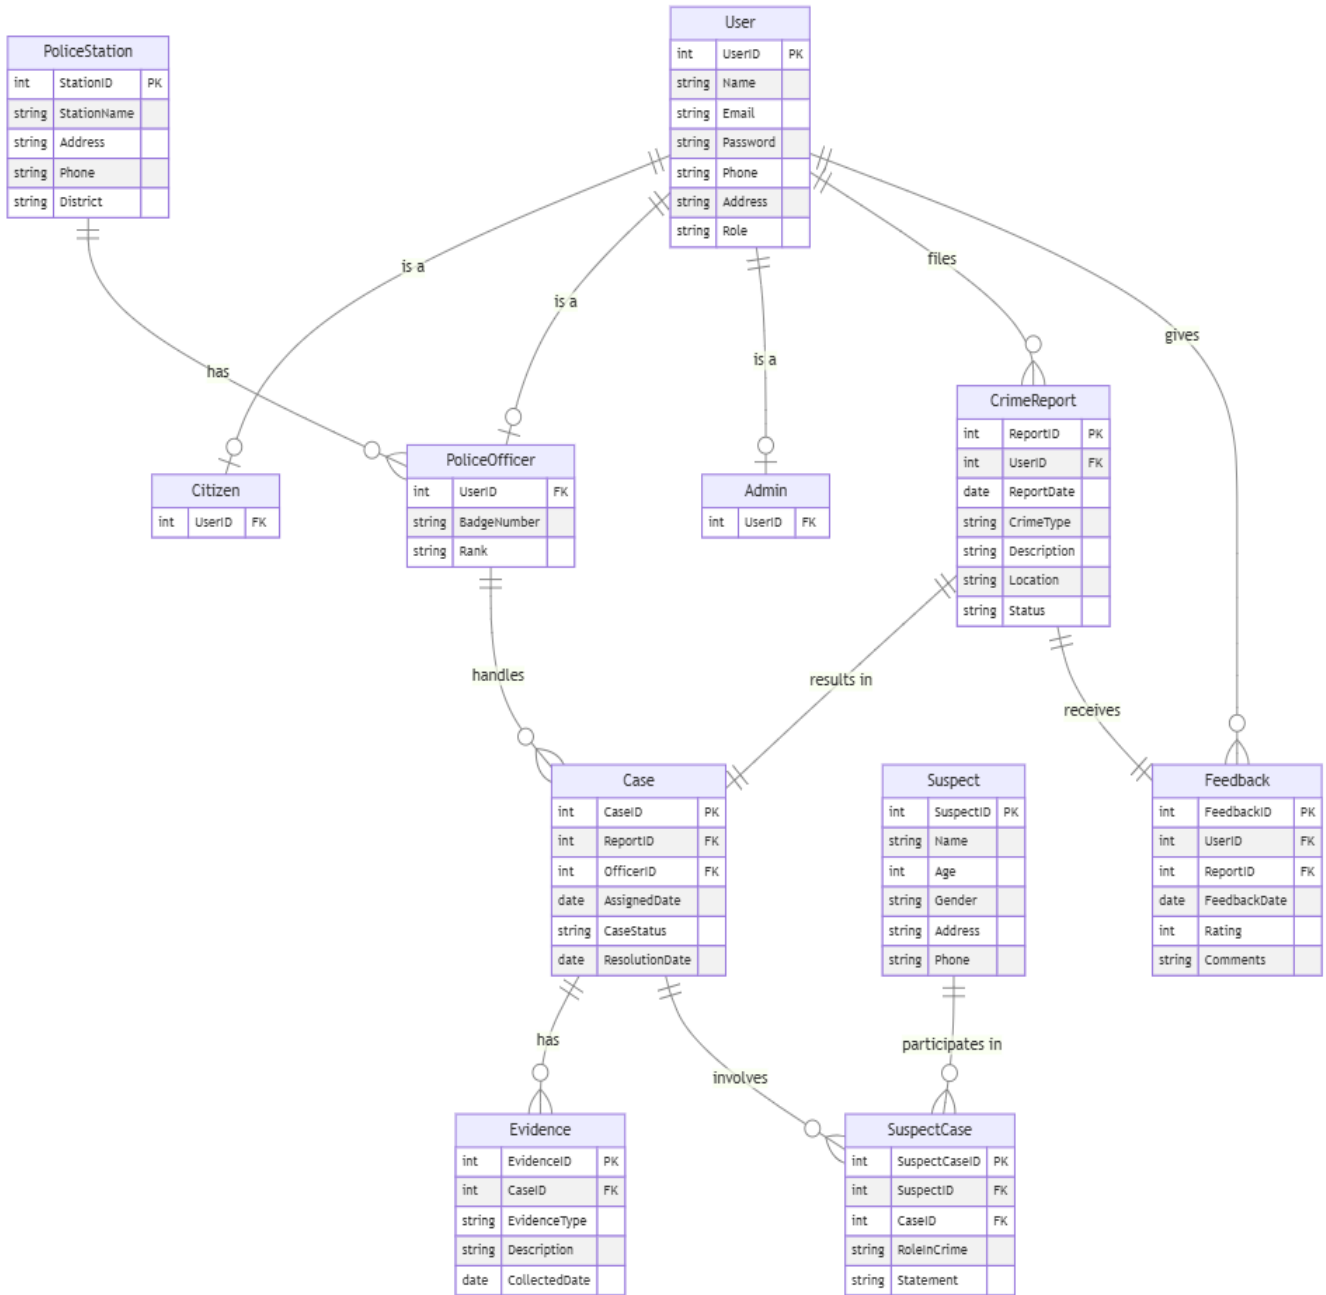 User
int UserID PK
string Name
string Email
string Password
string Phone
string Address
string Role
PoliceStation
int StationID PK
string StationName
string Address
string Phone
string District
is a
is a
is a
files
gives
has
Citizen
int UserID FK
PoliceOfficer
int UserID FK
string BadgeNumber
string Rank
Admin
int UserID FK
CrimeReport
int ReportID PK
int UserID FK
date ReportDate
string CrimeType
string Description
string Location
string Status
handles
results in
receives
Case
int CaseID PK
int ReportID FK
int OfficerID FK
date AssignedDate
string CaseStatus
date ResolutionDate
Suspect
int SuspectID PK
string Name
int Age
string Gender
string Address
string Phone
Feedback
int FeedbackID PK
int UserID FK
int ReportID FK
date FeedbackDate
int Rating
string Comments
has
involves
participates in
Evidence
int EvidenceID PK
int CaseID FK
string EvidenceType
string Description
date CollectedDate
SuspectCase
int SuspectCaseID PK
int SuspectID FK
int CaseID FK
string RoleInCrime
string Statement